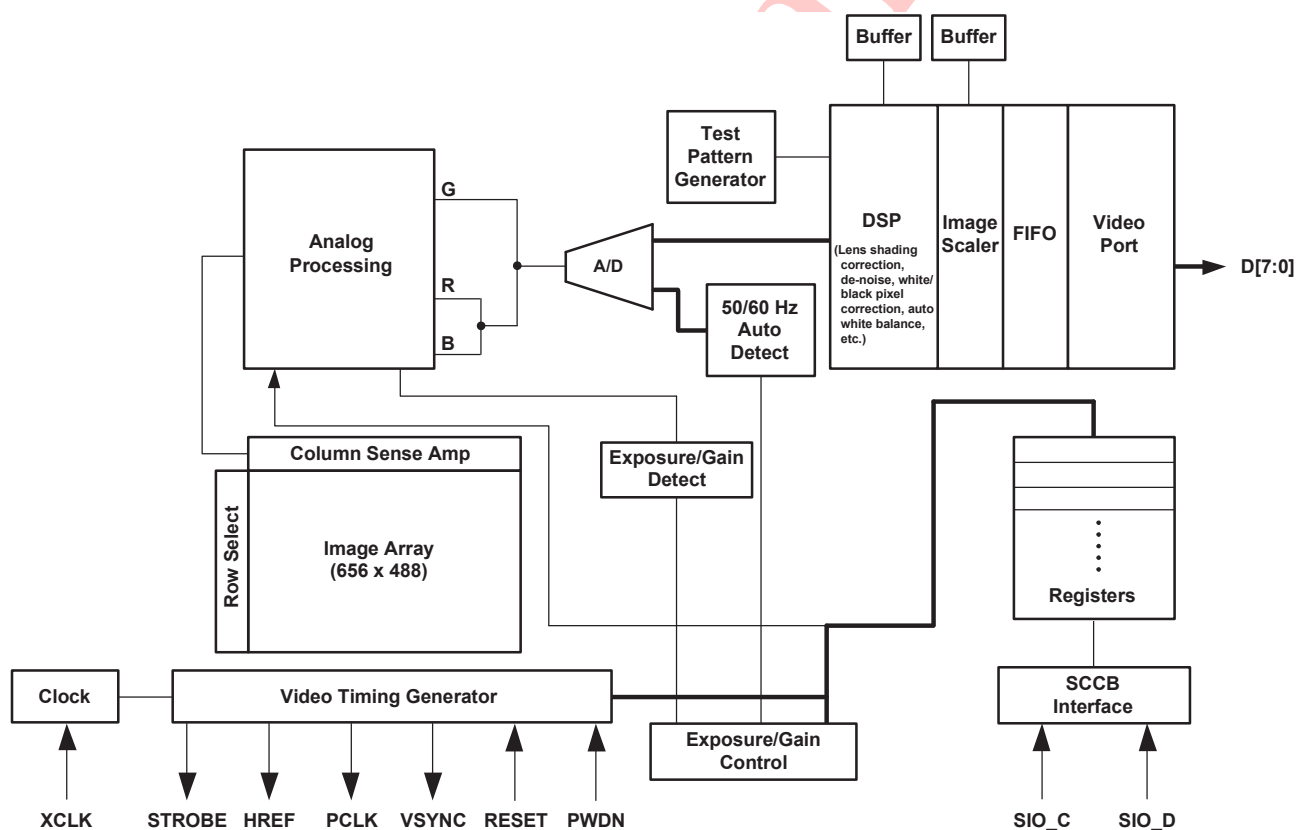 Buffer
Buffer
Test
Pattern
Generator
Analog
Processing
G
R
B
A/D
50/60 Hz
Auto
Detect
DSP
(Lens shading
correction,
de-noise, white/
black pixel
correction, auto
white balance,
etc.)
Image
Scaler
FIFO
Video
Port
D[7:0]
Column Sense Amp
Row Select
Image Array
(656 x 488)
Exposure/Gain
Detect
Registers
Clock
Video Timing Generator
Exposure/Gain
Control
SCCB
Interface
XCLK
STROBE
HREF
PCLK
VSYNC
RESET
PWDN
SIO_C
SIO_D